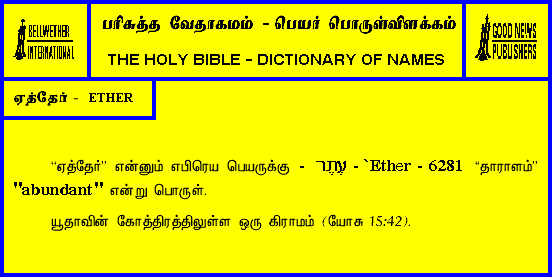 BELLWETHER
INTERNATIONAL
பரிசுத்த வேதாகமம் - பெயர் பொருள்விளக்கம்
THE HOLY BIBLE - DICTIONARY OF NAMES
GOOD NEWS
PUBLISHERS
ஏத்தேர் - ETHER
“ஏத்தேர்” என்னும் எபிரெய பெயருக்கு - עֶתֶר - `Ether - 6281 “தாராளம்”
"abundant" என்று பொருள்.
யூதாவின் கோத்திரத்திலுள்ள ஒரு கிராமம் (யோசு 15:42).